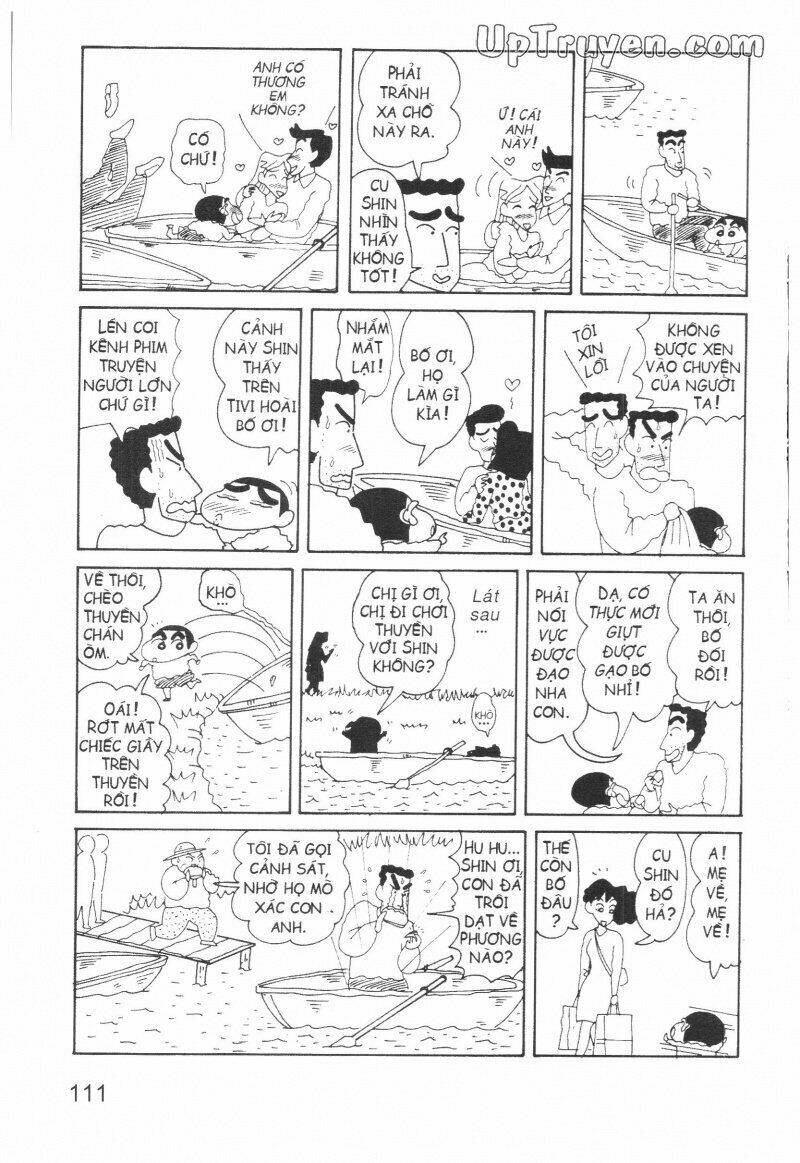 UpTruyen.com
Ứ! CÁI
ANH NÀY!
PHẢI
TRÁNH
XA CHỖ
NÀY RA.
CU
SHIN
NHÌN
THẤY
KHÔNG
TỐT!
ANH CÓ
THƯƠNG
EM
KHÔNG?
CÓ
CHỨ!
KHÔNG
ĐƯỢC XEN
VÀO CHUYỆN
CỦA NGƯỜI
TA!
TÔI
XIN
LỖI
BỐ ƠI,
HỌ
LÀM GÌ
KÌA!
NHẮM
MẮT
LẠI!
CẢNH
NÀY SHIN
THẤY
TRÊN
TIVI HOÀI
BỐ ƠI!
LÉN COI
KÊNH PHIM
TRUYỆN
NGƯỜI LỚN
CHỨ GÌ!
TA ĂN
THÔI,
BỐ
ĐÓI
RỒI!
DẠ, CÓ
THỰC MỚI
GIỰT
ĐƯỢC
GẠO BỐ
NHỈ!
PHẢI
NÓI
VỰC
ĐƯỢC
ĐẠO
NHA
CON.
Lát
sau
...
CHỊ GÌ ƠI,
CHỊ ĐI CHƠI
THUYỀN
VỚI SHIN
KHÔNG?
KHÒ
...
KHÒ
...
VỀ THÔI,
CHÈO
THUYỀN
CHÁN
ỐM.
OÁI!
RỚT MẤT
CHIẾC GIÀY
TRÊN
THUYỀN
RỒI!
A!
MẸ
VỀ,
MẸ
VỀ!
CU
SHIN
ĐÓ
HẢ?
THẾ
CÒN
BỐ
ĐÂU
?
HU HU...
SHIN ƠI,
CON ĐÃ
TRÔI
DẠT VỀ
PHƯƠNG
NÀO?
TÔI ĐÃ GỌI
CẢNH SÁT,
NHỜ HỌ MÒ
XÁC CON
ANH.
111